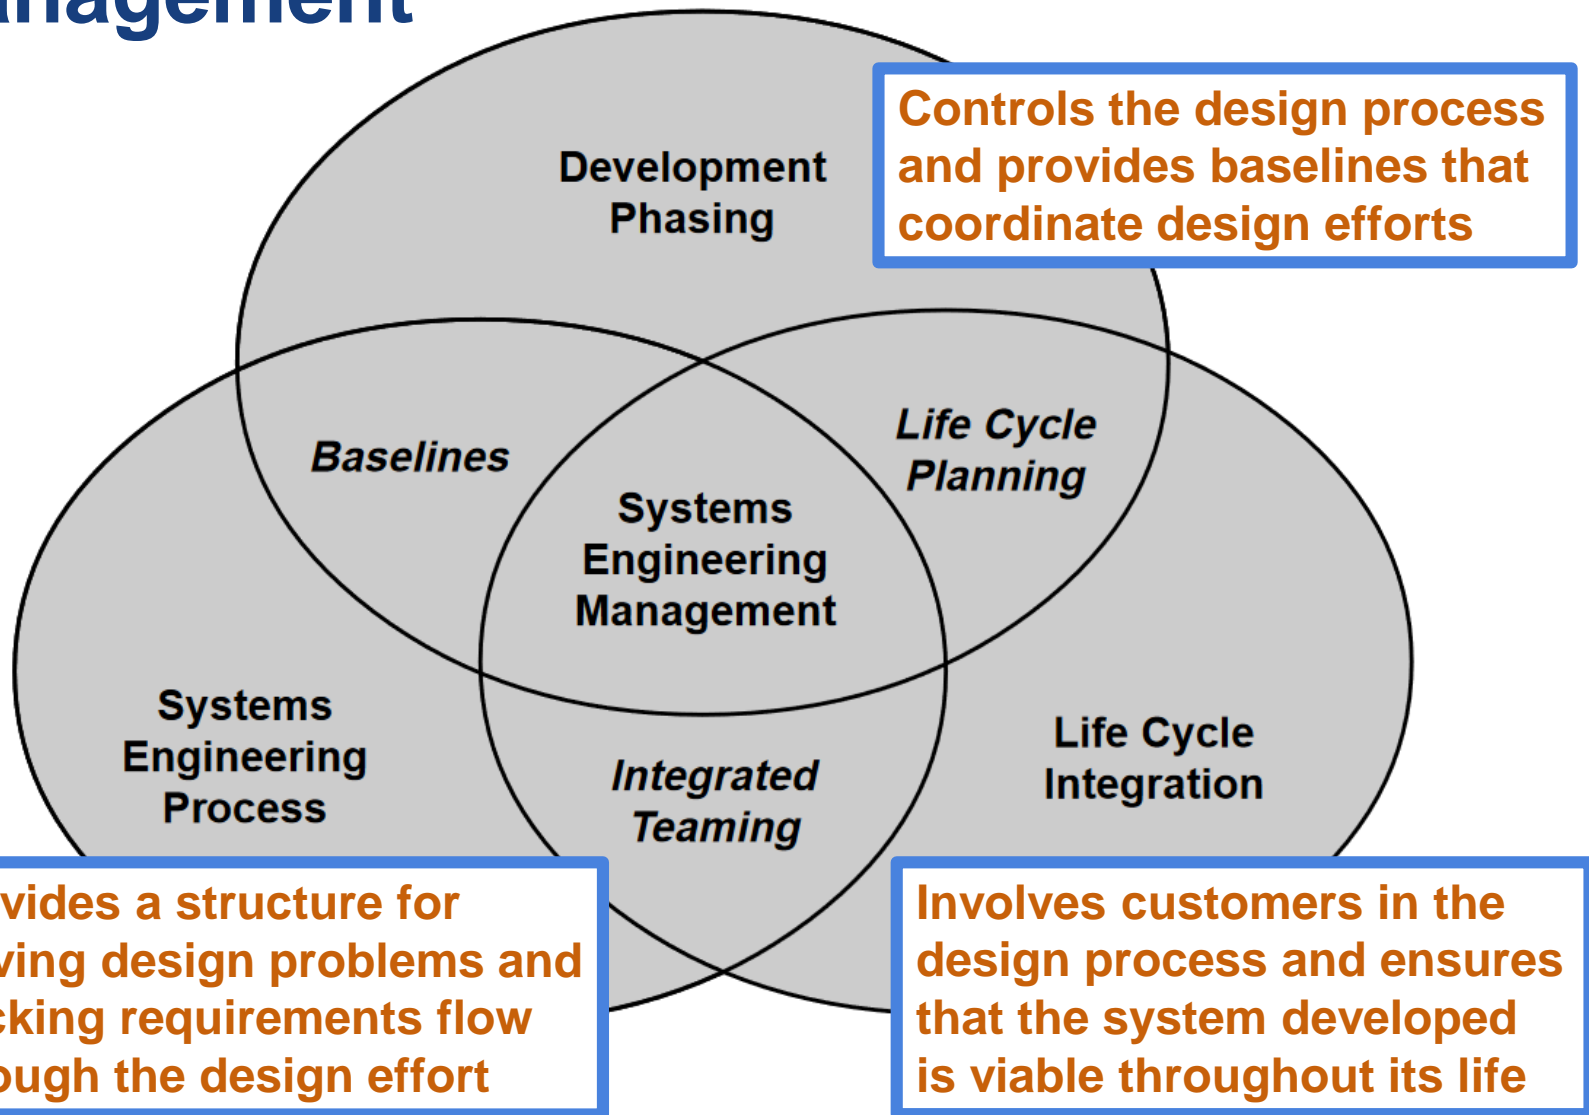 anagement
Controls the design process
and provides baselines that
coordinate design efforts
Development
Phasing
Life Cycle
Planning
Baselines
Systems
Engineering
Management
Systems
Engineering
Process
Life Cycle
Integration
Integrated
Teaming
vides a structure for
ving design problems and
cking requirements flow
ough the design effort
Involves customers in the
design process and ensures
that the system developed
is viable throughout its life